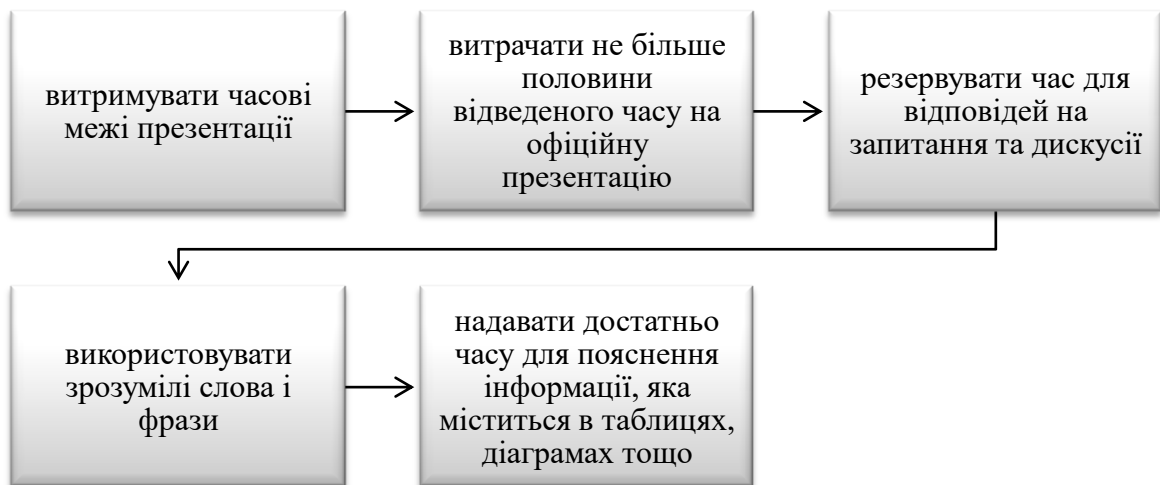 витримувати часові
межі презентації
витрачати не більше
половини
відведеного часу на
офіційну
презентацію
резервувати час для
відповідей на
запитання та дискусії
використовувати
зрозумілі слова і
фрази
надавати достатньо
часу для пояснення
інформації, яка
міститься в таблицях,
діаграмах тощо